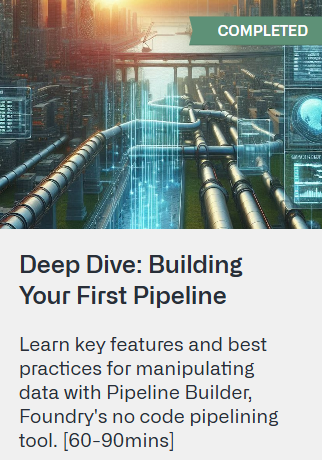 COMPLETED
Deep Dive: Building
Your First Pipeline
Learn key features and best
practices for manipulating
data with Pipeline Builder,
Foundry's no code pipelining
tool. [60-90mins]